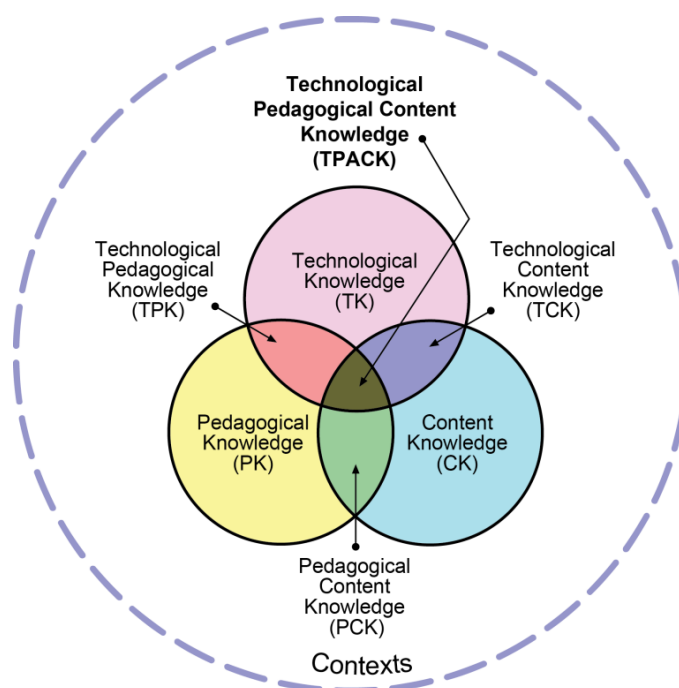 Technological
Pedagogical Content
Knowledge
(TPACK)
Technological
Pedagogical
Knowledge
(TPK)
Technological
Knowledge
(TK)
Technological
Content
Knowledge
(TCK)
Pedagogical
Knowledge
(PK)
Content
Knowledge
(CK)
Pedagogical
Content
Knowledge
(PCK)
Contexts